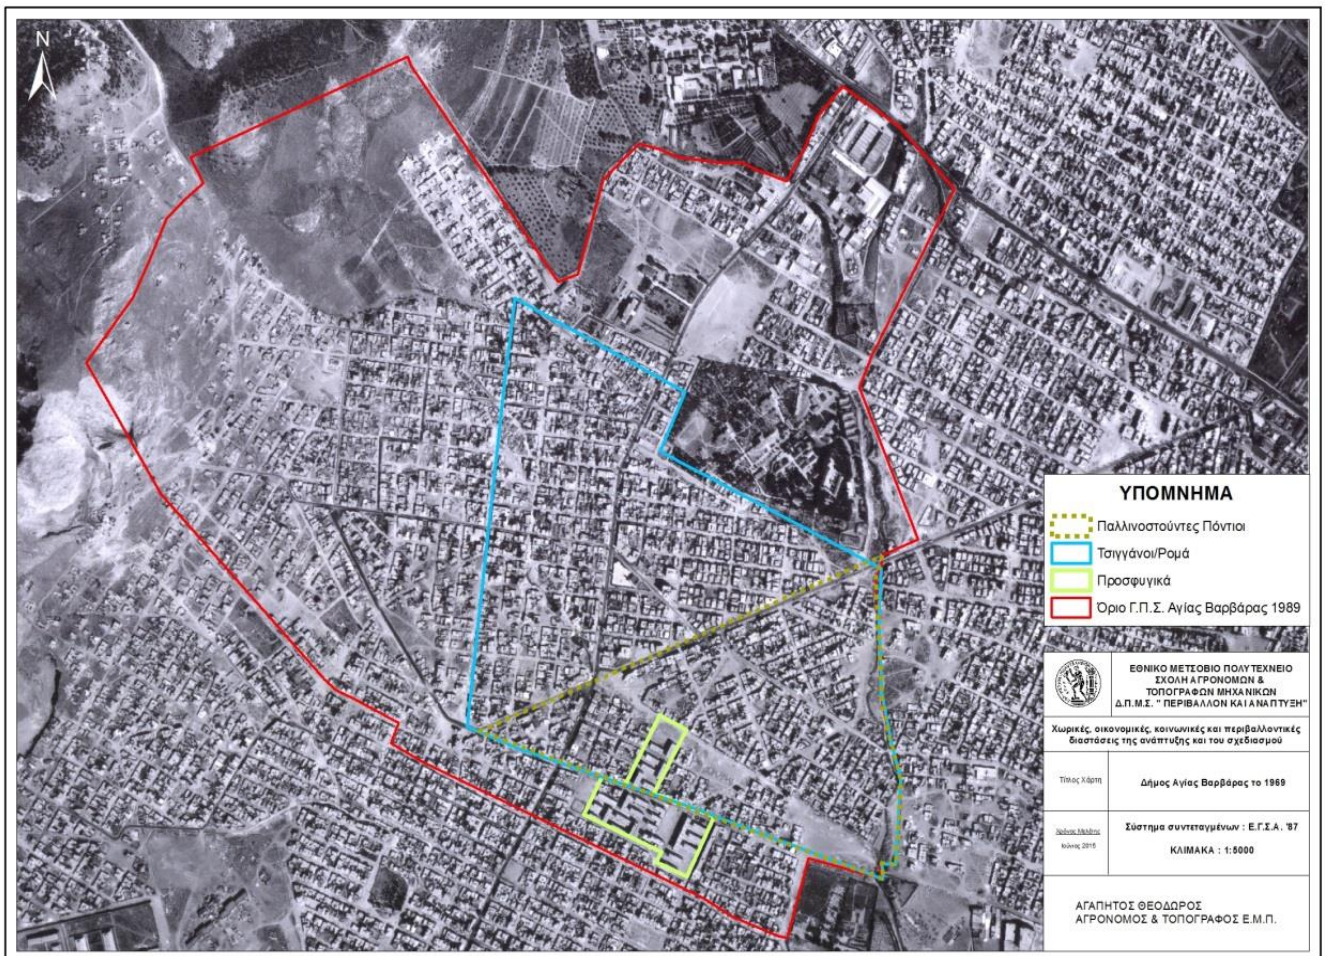 N
ΥΠΟΜΝΗΜΑ
Παλλινοστούντες Πόντιοι
Τσιγγάνοι/Ρομά
Προσφυγικά
Όριο Γ.Π.Σ. Αγίας Βαρβάρας 1989
ΕΘΝΙΚΟ ΜΕΤΣΟΒΙΟ ΠΟΛΥΤΕΧΝΕΙΟ
ΣΧΟΛΗ ΑΓΡΟΝΟΜΩΝ &
ΤΟΠΟΓΡΑΦΩΝ ΜΗΧΑΝΙΚΩΝ
Δ.Π.Μ.Σ. " ΠΕΡΙΒΑΛΛΟΝ ΚΑΙ ΑΝΑΠΤΥΞΗ"
Χωρικές, οικονομικές, κοινωνικές και περιβαλλοντικές
διαστάσεις της ανάπτυξης και του σχεδιασμού
Τίτλος Χάρτη
Δήμος Αγίας Βαρβάρας το 1969
Χρόνος Μελέτης
Ιούνιος 2015
Σύστημα συντεταγμένων : Ε.Γ.Σ.Α. '87
ΚΛΙΜΑΚΑ : 1:5000
ΑΓΑΠΗΤΟΣ ΘΕΟΔΩΡΟΣ
ΑΓΡΟΝΟΜΟΣ & ΤΟΠΟΓΡΑΦΟΣ Ε.Μ.Π.